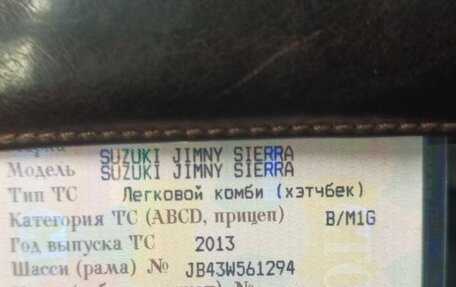 Марка SUZUKI JIMNY SIERRA
Модель SUZUKI JIMNY SIERRA
Тип ТС Легковой комби (хэтчбек)
Категория ТС (ABCD, прицеп) B/M1G
Год выпуска ТС 2013
Шасси (рама) № JB43W561294